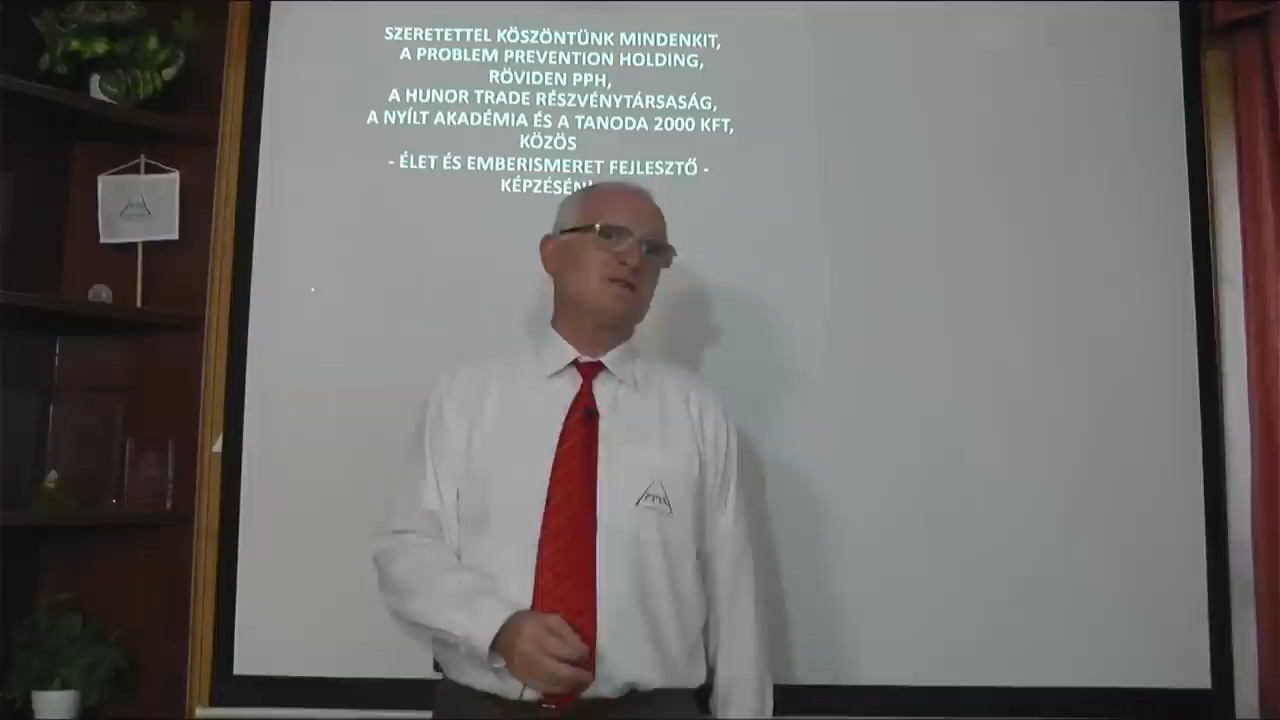 SZERETETTEL KÖSZÖNTÜNK MINDENKIT,
A PROBLEM PREVENTION HOLDING,
RÖVIDEN PPH,
A HUNOR TRADE RÉSZVÉNYTÁRSASÁG,
A NYÍLT AKADÉMIA ÉS A TANODA 2000 KFT,
KÖZÖS
- ÉLET ÉS EMBERISMERET FEJLESZTŐ -